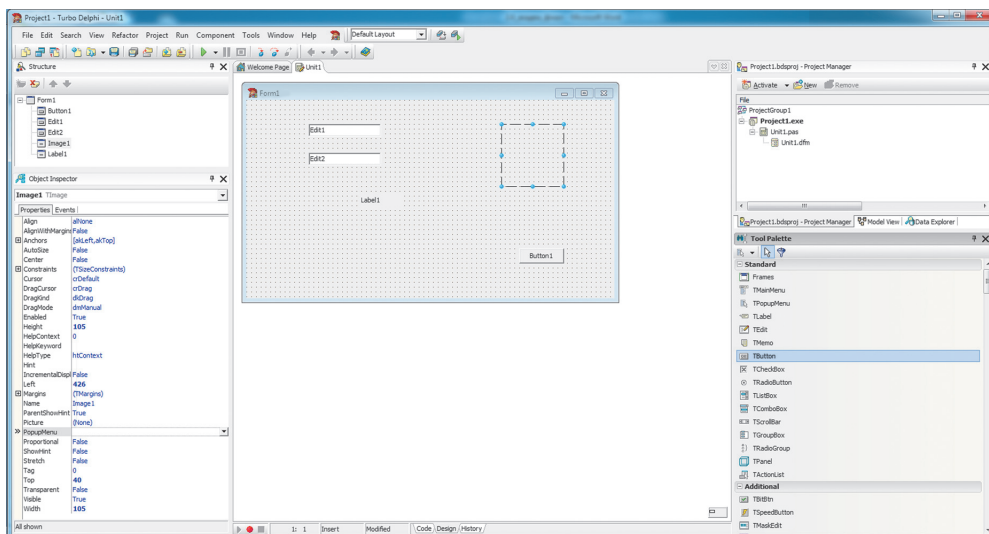 Project1 - Turbo Delphi - Unit1
File Edit Search View Refactor Project Run Component Tools Window Help Default Layout
Structure
Form1
Button1
Edit1
Edit2
Image1
Label1
Object Inspector
Image1 TImage
Properties Events
Align alNone
AlignWithMargins False
Anchors [akLeft,akTop]
AutoSize False
Center False
Constraints (TSizeConstraints)
Cursor crDefault
DragCursor crDrag
DragKind dkDrag
DragMode dmManual
Enabled True
Height 105
HelpContext 0
HelpKeyword
HelpType htContext
Hint
IncrementalDispl False
Left 426
Margins (TMargins)
Name Image1
ParentShowHint True
Picture (None)
PopupMenu
Proportional False
ShowHint False
Stretch False
Tag 0
Top 40
Transparent False
Visible True
Width 105
All shown
Welcome Page Unit1
Form1
Edit1
Edit2
Label1
Button1
1: 1 Insert Modified Code Design History
Project1.bdsproj - Project Manager
Activate New Remove
File
ProjectGroup1
Project1.exe
Unit1.pas
Unit1.dfm
Project1.bdsproj - Project Manager Model View Data Explorer
Tool Palette
Standard
Frames
TMainMenu
TPopupMenu
TLabel
TEdit
TMemo
TButton
TCheckBox
TRadioButton
TListBox
TComboBox
TScrollBar
TGroupBox
TRadioGroup
TPanel
TActionList
Additional
TBitBtn
TSpeedButton
TMaskEdit